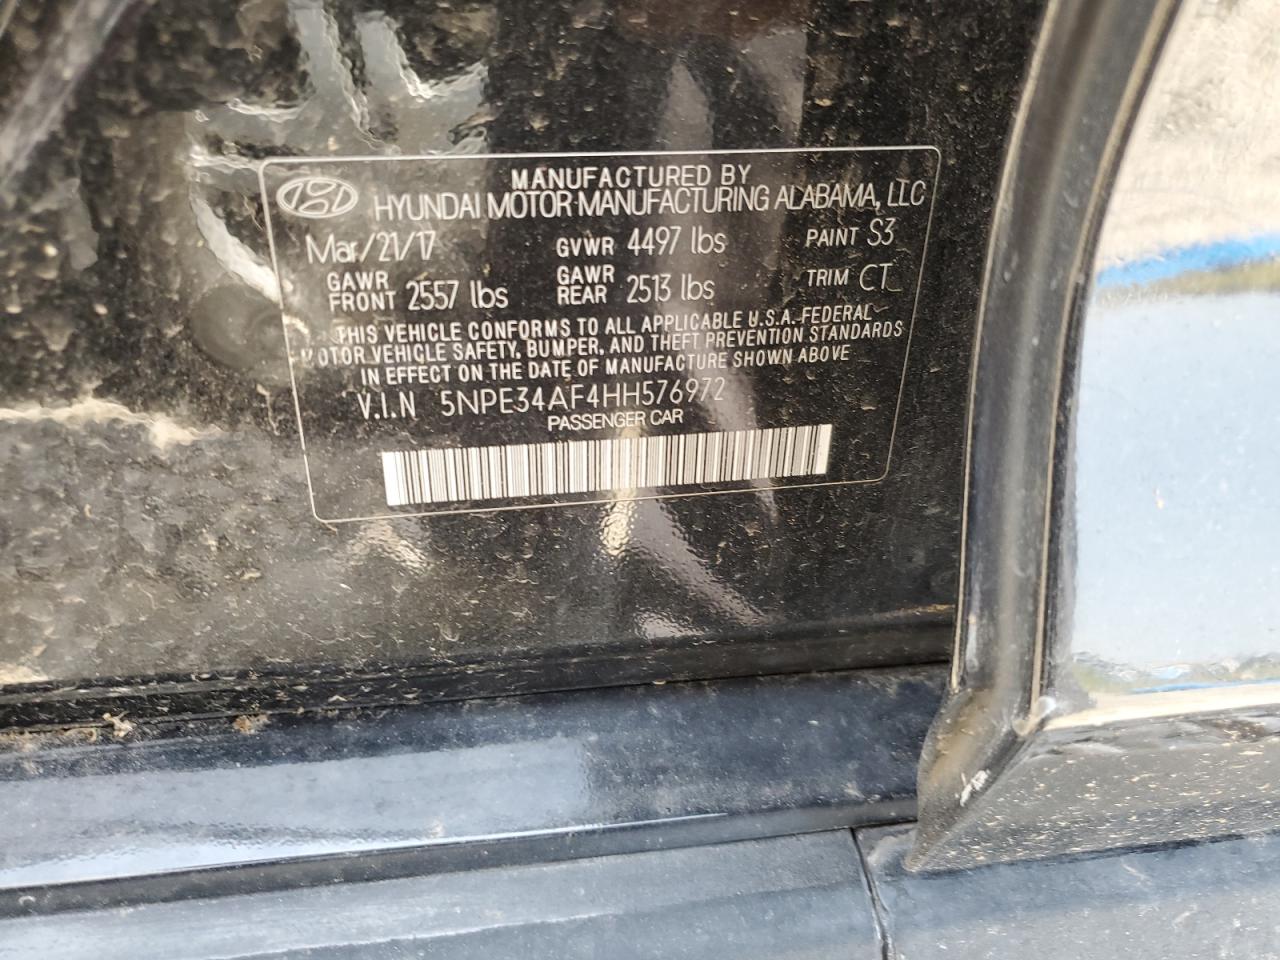 MANUFACTURED BY
HYUNDAI MOTOR MANUFACTURING ALABAMA, LLC
Mar/21/17 GVWR 4497 lbs PAINT S3
GAWR FRONT 2557 lbs GAWR REAR 2513 lbs TRIM CT
THIS VEHICLE CONFORMS TO ALL APPLICABLE U.S.A. FEDERAL
MOTOR VEHICLE SAFETY, BUMPER, AND THEFT PREVENTION STANDARDS
IN EFFECT ON THE DATE OF MANUFACTURE SHOWN ABOVE
V.I.N 5NPE34AF4HH576972
PASSENGER CAR